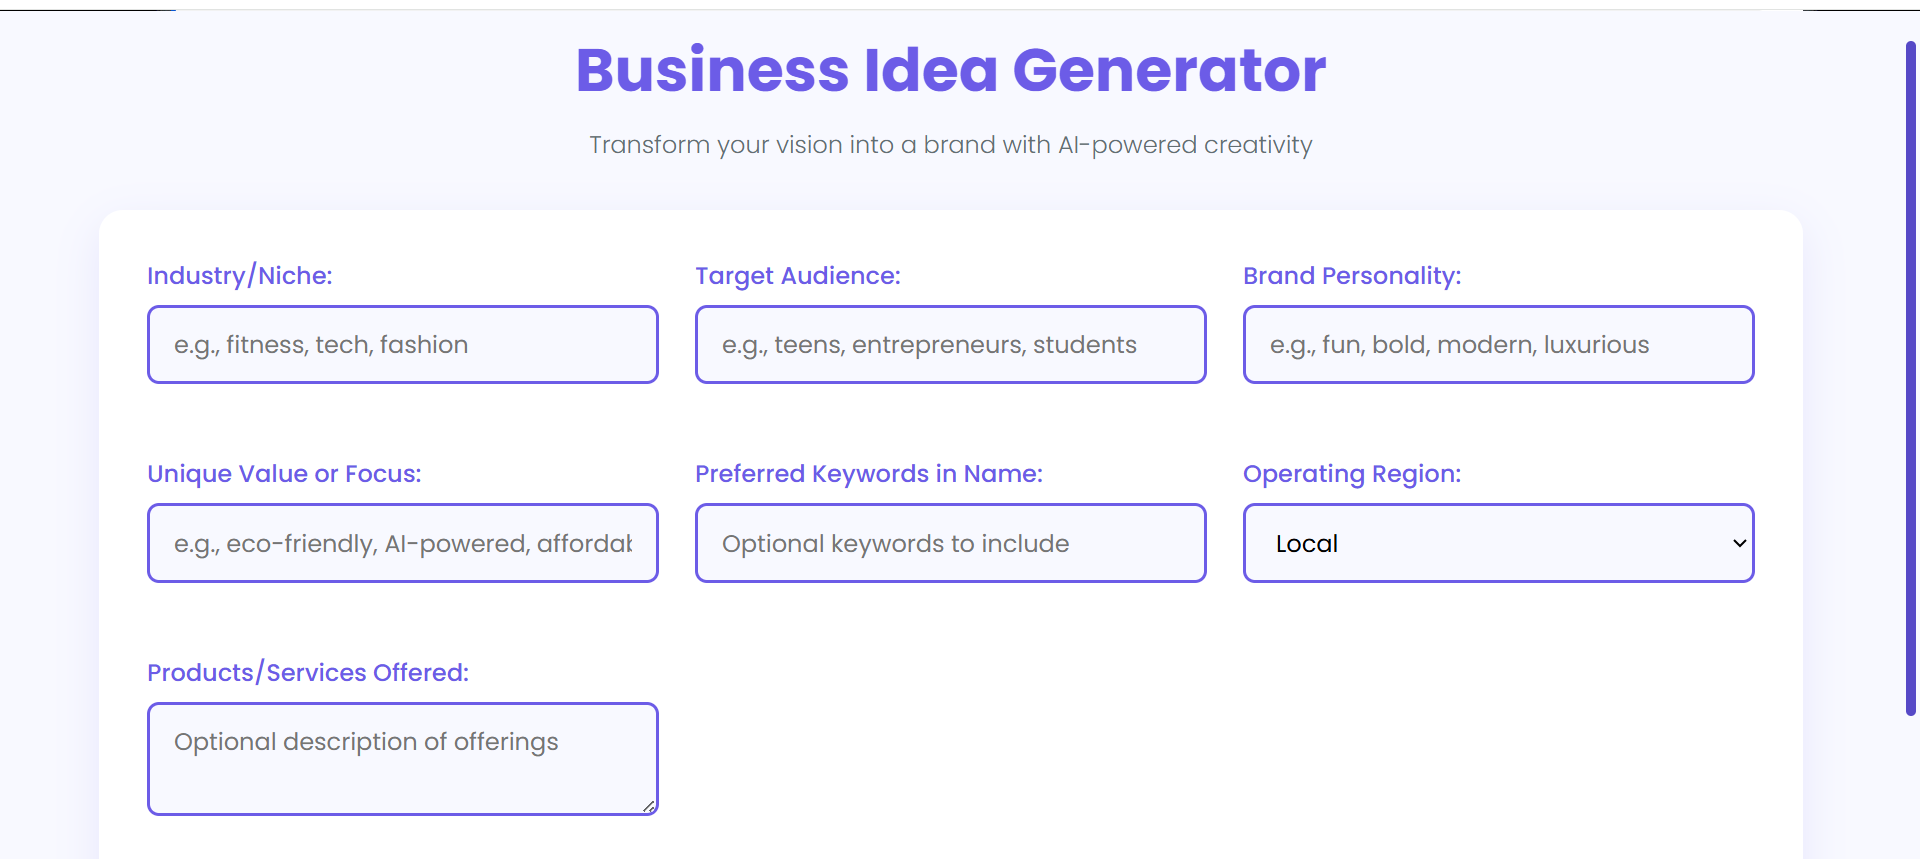 Business Idea Generator
Transform your vision into a brand with AI-powered creativity
Industry/Niche:
Target Audience:
Brand Personality:
e.g., fitness, tech, fashion
e.g., teens, entrepreneurs, students
e.g., fun, bold, modern, luxurious
Unique Value or Focus:
Preferred Keywords in Name:
Operating Region:
e.g., eco-friendly, AI-powered, affordab
Optional keywords to include
Local
Products/Services Offered:
Optional description of offerings